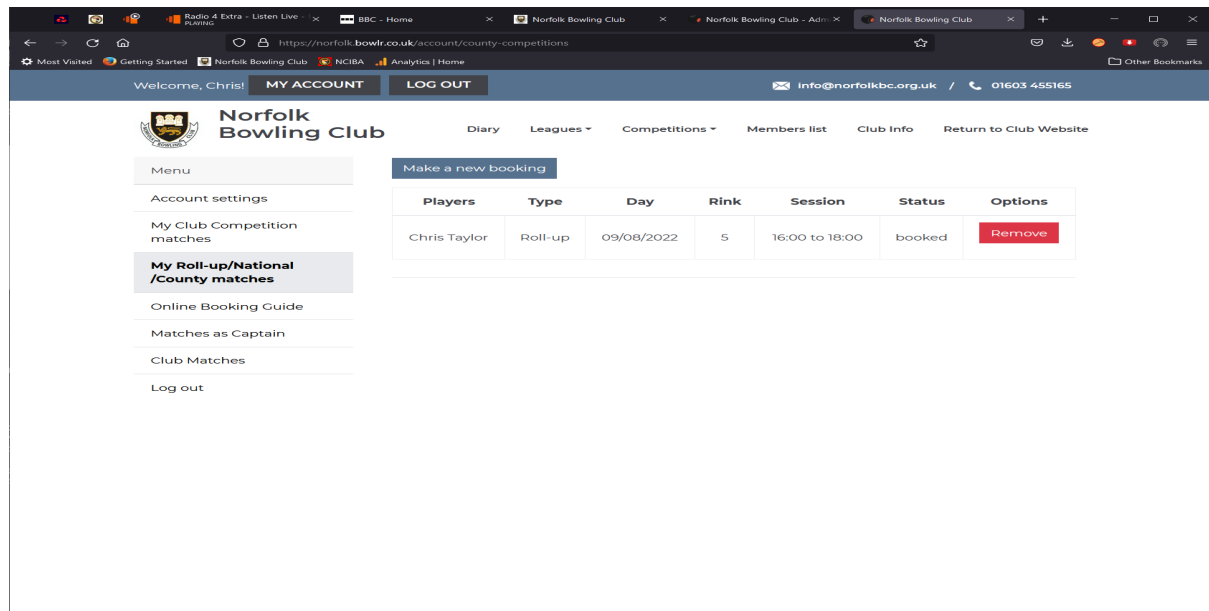 Radio 4 Extra - Listen Live -
PLAYING
BBC - Home
Norfolk Bowling Club
Norfolk Bowling Club - Adm
Norfolk Bowling Club
https://norfolk.bowlr.co.uk/account/county-competitions
Most Visited
Getting Started
Norfolk Bowling Club
NCIBA
Analytics | Home
Other Bookmarks
Welcome, Chris!
MY ACCOUNT
LOG OUT
info@norfolkbc.org.uk / 01603 455165
Norfolk
Bowling Club
Diary
Leagues
Competitions
Members list
Club Info
Return to Club Website
Menu
Account settings
My Club Competition
matches
My Roll-up/National
/County matches
Online Booking Guide
Matches as Captain
Club Matches
Log out
Make a new booking
Players Type Day Rink Session Status Options
Chris Taylor Roll-up 09/08/2022 5 16:00 to 18:00 booked Remove